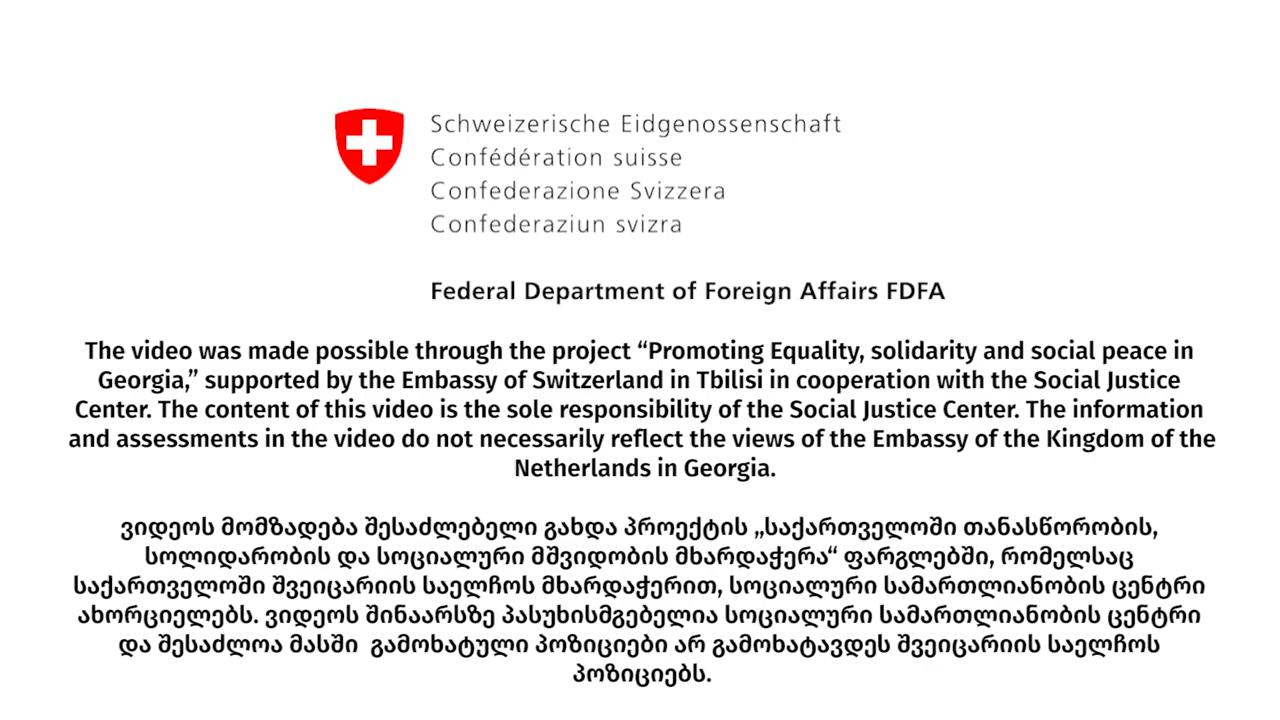 Schweizerische Eidgenossenschaft
Confédération suisse
Confederazione Svizzera
Confederaziun svizra
Federal Department of Foreign Affairs FDFA
The video was made possible through the project “Promoting Equality, solidarity and social peace in
Georgia,” supported by the Embassy of Switzerland in Tbilisi in cooperation with the Social Justice
Center. The content of this video is the sole responsibility of the Social Justice Center. The information
and assessments in the video do not necessarily reflect the views of the Embassy of the Kingdom of the
Netherlands in Georgia.
ვიდეოს მომზადება შესაძლებელი გახდა პროექტის „საქართველოში თანასწორობის,
სოლიდარობის და სოციალური მშვიდობის მხარდაჭერა“ ფარგლებში, რომელსაც
საქართველოში შვეიცარიის საელჩოს მხარდაჭერით, სოციალური სამართლიანობის ცენტრი
ახორციელებს. ვიდეოს შინაარსზე პასუხისმგებელია სოციალური სამართლიანობის ცენტრი
და შესაძლოა მასში გამოხატული პოზიციები არ გამოხატავდეს შვეიცარიის საელჩოს
პოზიციებს.